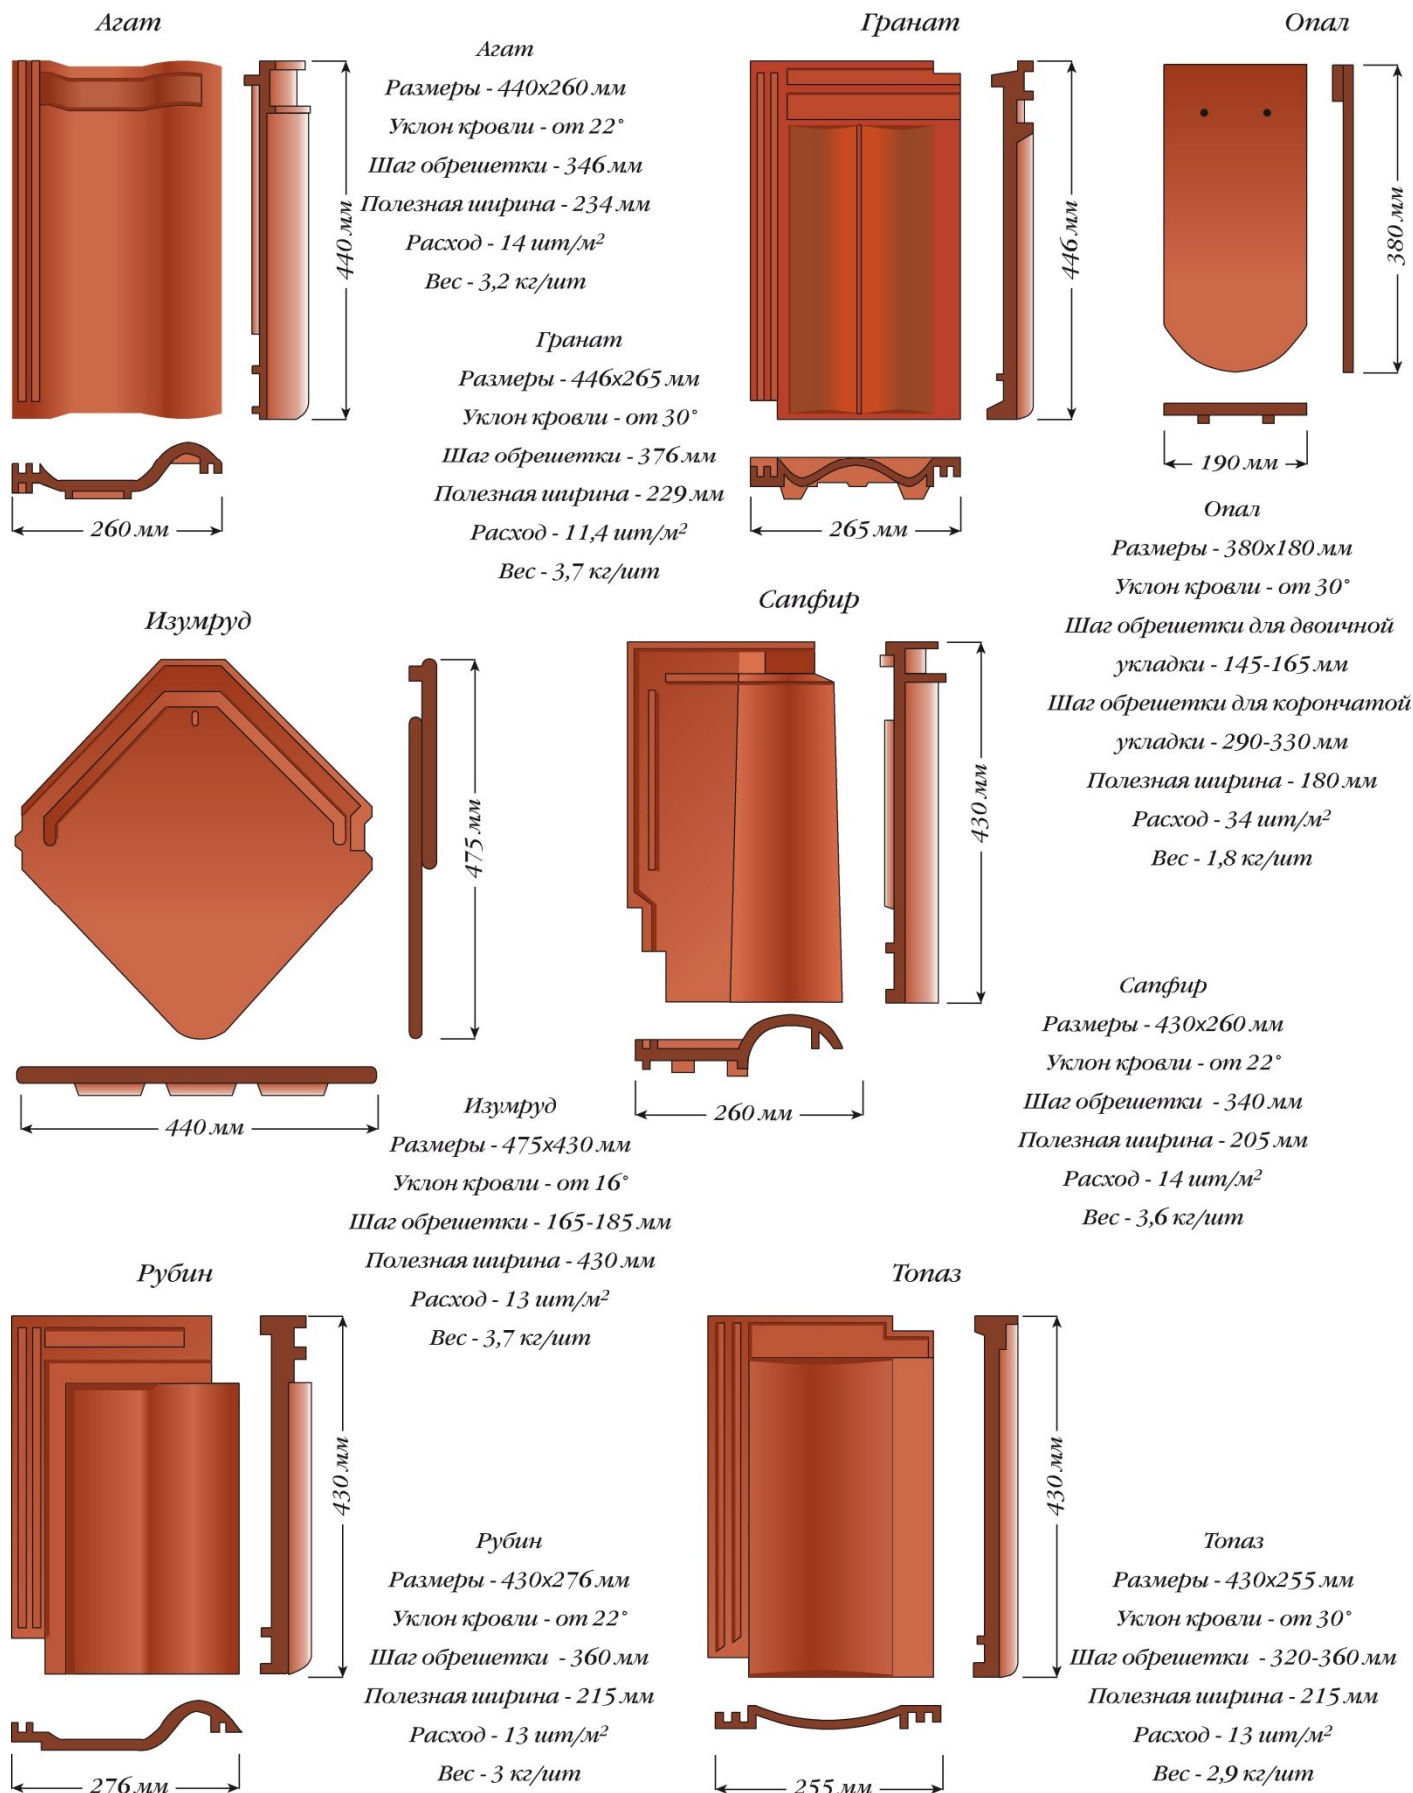 Агат
440 мм
260 мм
Агат
Размеры - 440х260 мм
Уклон кровли - от 22°
Шаг обрешетки - 346 мм
Полезная ширина - 234 мм
Расход - 14 шт/м²
Вес - 3,2 кг/шт
Гранат
446 мм
265 мм
Гранат
Размеры - 446х265 мм
Уклон кровли - от 30°
Шаг обрешетки - 376 мм
Полезная ширина - 229 мм
Расход - 11,4 шт/м²
Вес - 3,7 кг/шт
Опал
380 мм
190 мм
Опал
Размеры - 380х180 мм
Уклон кровли - от 30°
Шаг обрешетки для двоичной
укладки - 145-165 мм
Шаг обрешетки для корончатой
укладки - 290-330 мм
Полезная ширина - 180 мм
Расход - 34 шт/м²
Вес - 1,8 кг/шт
Изумруд
475 мм
440 мм
Изумруд
Размеры - 475х430 мм
Уклон кровли - от 16°
Шаг обрешетки - 165-185 мм
Полезная ширина - 430 мм
Расход - 13 шт/м²
Вес - 3,7 кг/шт
Сапфир
430 мм
260 мм
Сапфир
Размеры - 430х260 мм
Уклон кровли - от 22°
Шаг обрешетки - 340 мм
Полезная ширина - 205 мм
Расход - 14 шт/м²
Вес - 3,6 кг/шт
Рубин
430 мм
276 мм
Рубин
Размеры - 430х276 мм
Уклон кровли - от 22°
Шаг обрешетки - 360 мм
Полезная ширина - 215 мм
Расход - 13 шт/м²
Вес - 3 кг/шт
Топаз
430 мм
255 мм
Топаз
Размеры - 430х255 мм
Уклон кровли - от 30°
Шаг обрешетки - 320-360 мм
Полезная ширина - 215 мм
Расход - 13 шт/м²
Вес - 2,9 кг/шт